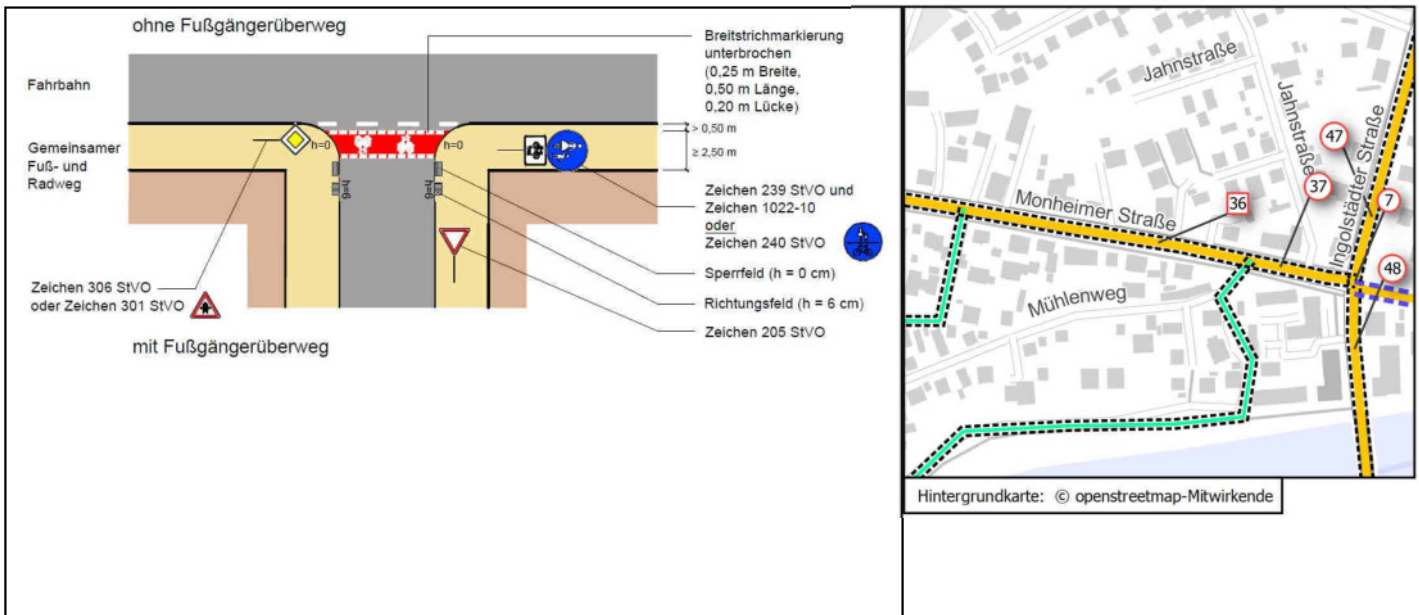 ohne Fußgängerüberweg
Breitstrichmarkierung
unterbrochen
(0,25 m Breite,
0,50 m Länge,
0,20 m Lücke)
Fahrbahn
> 0,50 m
h=0
h=0
≥ 2,50 m
Gemeinsamer
Fuß- und
Radweg
h=6
h=6
Zeichen 239 StVO und
Zeichen 1022-10
oder
Zeichen 240 StVO
Sperrfeld (h = 0 cm)
Zeichen 306 StVO
oder Zeichen 301 StVO
Richtungsfeld (h = 6 cm)
Zeichen 205 StVO
mit Fußgängerüberweg
Jahnstraße
Jahnstraße
Ingolstädter Straße
47
37
7
Monheimer Straße
36
48
Mühlenweg
Hintergrundkarte: © openstreetmap-Mitwirkende